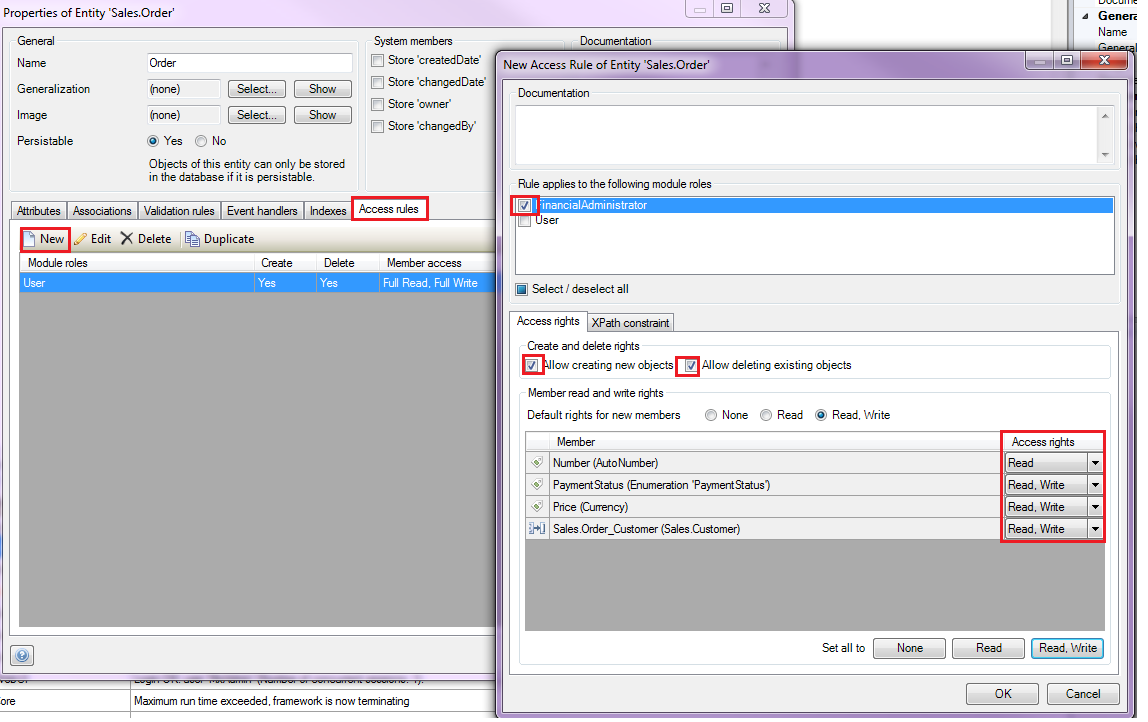 Properties of Entity 'Sales.Order'
General
Name
Order
Generalization
(none)
Select...
Show
Image
(none)
Select...
Show
Persistable
Yes
No
Objects of this entity can only be stored
in the database if it is persistable.
System members
Store 'createdDate'
Store 'changedDate'
Store 'owner'
Store 'changedBy'
Documentation
Attributes
Associations
Validation rules
Event handlers
Indexes
Access rules
New
Edit
Delete
Duplicate
Module roles
Create
Delete
Member access
User
Yes
Yes
Full Read, Full Write
New Access Rule of Entity 'Sales.Order'
Documentation
Rule applies to the following module roles
FinancialAdministrator
User
Select / deselect all
Access rights
XPath constraint
Create and delete rights
Allow creating new objects
Allow deleting existing objects
Member read and write rights
Default rights for new members
None
Read
Read, Write
Member
Access rights
Number (AutoNumber)
Read
PaymentStatus (Enumeration 'PaymentStatus')
Read, Write
Price (Currency)
Read, Write
Sales.Order_Customer (Sales.Customer)
Read, Write
Set all to
None
Read
Read, Write
OK
Cancel
Genera
Name
Maximum run time exceeded, framework is now terminating